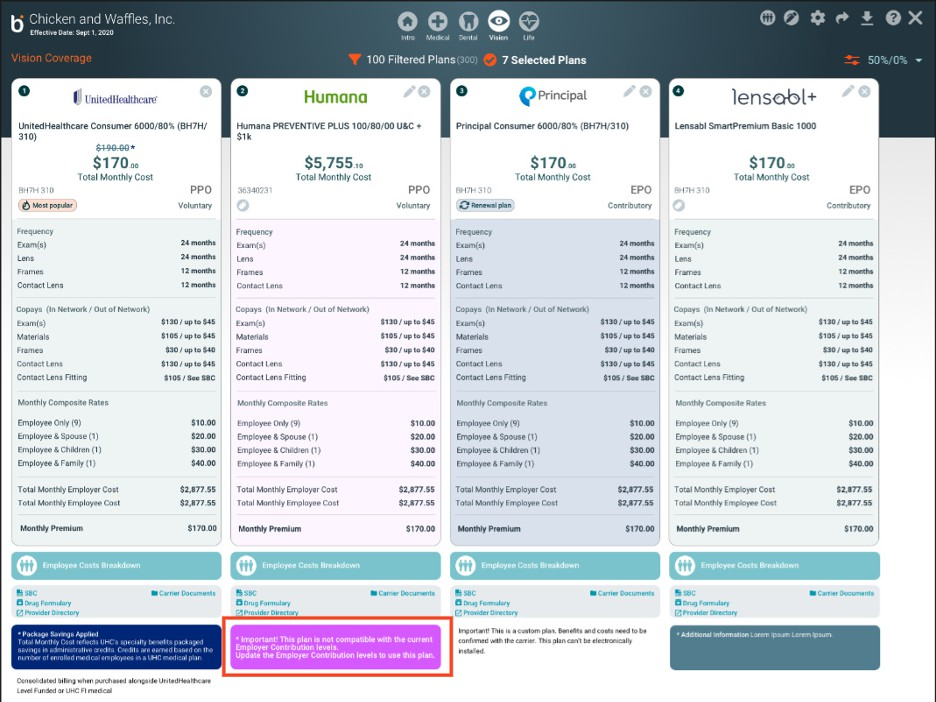 Chicken and Waffles, Inc.
Effective Date: Sept 1, 2020
Intro
Medical
Dental
Vision
Life
Vision Coverage
100 Filtered Plans (300)
7 Selected Plans
50%/0%
1
UnitedHealthcare
UnitedHealthcare Consumer 6000/80% (BH7H/
310)
$190.00*
$170.00
Total Monthly Cost
BH7H 310
PPO
Most popular
Voluntary
Frequency
Exam(s) 24 months
Lens 24 months
Frames 12 months
Contact Lens 12 months
Copays (In Network / Out of Network)
Exam(s) $130 / up to $45
Materials $105 / up to $45
Frames $30 / up to $40
Contact Lens $130 / up to $45
Contact Lens Fitting $105 / See SBC
Monthly Composite Rates
Employee Only (9) $10.00
Employee & Spouse (1) $20.00
Employee & Children (1) $30.00
Employee & Family (1) $40.00
Total Monthly Employer Cost $2,877.55
Total Monthly Employee Cost $2,877.55
Monthly Premium $170.00
Employee Costs Breakdown
SBC
Carrier Documents
Drug Formulary
Provider Directory
* Package Savings Applied
Total Monthly Cost reflects UHC's specialty benefits packaged
savings in administrative credits. Credits are earned based on the
number of enrolled medical employees in a UHC medical plan.
Consolidated billing when purchased alongside UnitedHealthcare
Level Funded or UHC FI medical
2
Humana
Humana PREVENTIVE PLUS 100/80/00 U&C +
$1k
$5,755.10
Total Monthly Cost
36340231
PPO
Voluntary
Frequency
Exam(s) 24 months
Lens 24 months
Frames 12 months
Contact Lens 12 months
Copays (In Network / Out of Network)
Exam(s) $130 / up to $45
Materials $105 / up to $45
Frames $30 / up to $40
Contact Lens $130 / up to $45
Contact Lens Fitting $105 / See SBC
Monthly Composite Rates
Employee Only (9) $10.00
Employee & Spouse (1) $20.00
Employee & Children (1) $30.00
Employee & Family (1) $40.00
Total Monthly Employer Cost $2,877.55
Total Monthly Employee Cost $2,877.55
Monthly Premium $170.00
Employee Costs Breakdown
SBC
Carrier Documents
Drug Formulary
Provider Directory
* Important! This plan is not compatible with the current
Employer Contribution levels.
Update the Employer Contribution levels to use this plan.
3
Principal
Principal Consumer 6000/80% (BH7H/310)
$170.00
Total Monthly Cost
BH7H 310
EPO
Renewal plan
Contributory
Frequency
Exam(s) 24 months
Lens 24 months
Frames 12 months
Contact Lens 12 months
Copays (In Network / Out of Network)
Exam(s) $130 / up to $45
Materials $105 / up to $45
Frames $30 / up to $40
Contact Lens $130 / up to $45
Contact Lens Fitting $105 / See SBC
Monthly Composite Rates
Employee Only (9) $10.00
Employee & Spouse (1) $20.00
Employee & Children (1) $30.00
Employee & Family (1) $40.00
Total Monthly Employer Cost $2,877.55
Total Monthly Employee Cost $2,877.55
Monthly Premium $170.00
Employee Costs Breakdown
SBC
Carrier Documents
Drug Formulary
Provider Directory
Important! This is a custom plan. Benefits and costs need to be
confirmed with the carrier. This plan can't be electronically
installed.
4
lensabl+
Lensabl SmartPremium Basic 1000
$170.00
Total Monthly Cost
BH7H 310
EPO
Contributory
Frequency
Exam(s) 24 months
Lens 24 months
Frames 12 months
Contact Lens 12 months
Copays (In Network / Out of Network)
Exam(s) $130 / up to $45
Materials $105 / up to $45
Frames $30 / up to $40
Contact Lens $130 / up to $45
Contact Lens Fitting $105 / See SBC
Monthly Composite Rates
Employee Only (9) $10.00
Employee & Spouse (1) $20.00
Employee & Children (1) $30.00
Employee & Family (1) $40.00
Total Monthly Employer Cost $2,877.55
Total Monthly Employee Cost $2,877.55
Monthly Premium $170.00
Employee Costs Breakdown
SBC
Carrier Documents
Drug Formulary
Provider Directory
* Additional Information Lorem Ipsum Lorem Ipsum.